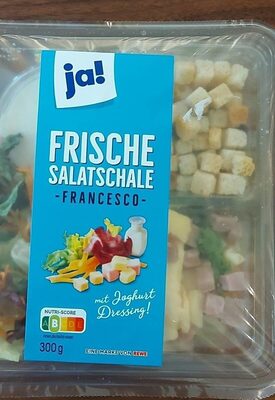 ja!
FRISCHE
SALATSCHALE
-FRANCESCO-
mit Joghurt
Dressing!
NUTRI-SCORE
A B C D E
300g
EINE MARKE VON REWE